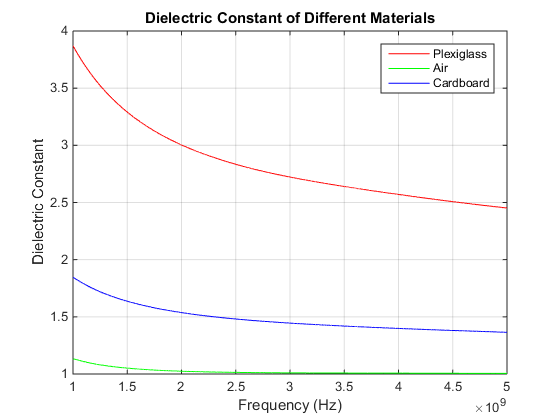 Dielectric Constant of Different Materials
Plexiglass
Air
Cardboard
Dielectric Constant
4
3.5
3
2.5
2
1.5
1
1 1.5 2 2.5 3 3.5 4 4.5 5
Frequency (Hz)
×10⁹